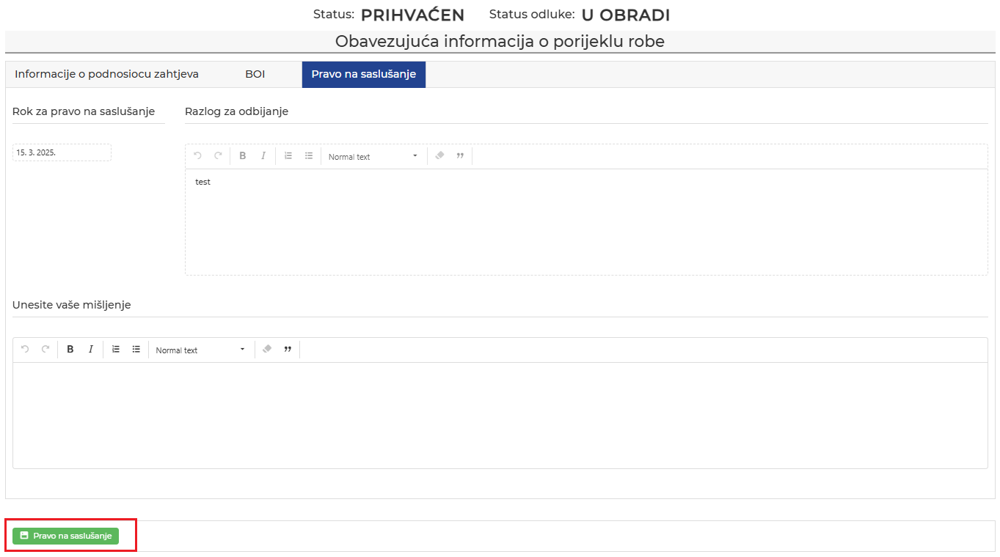 Status: PRIHVAĆEN Status odluke: U OBRADI
Obavezujuća informacija o porijeklu robe
Informacije o podnosiocu zahtjeva BOI Pravo na saslušanje
Rok za pravo na saslušanje Razlog za odbijanje
15. 3. 2025.
B I Normal text
test
Unesite vaše mišljenje
B I Normal text
Pravo na saslušanje